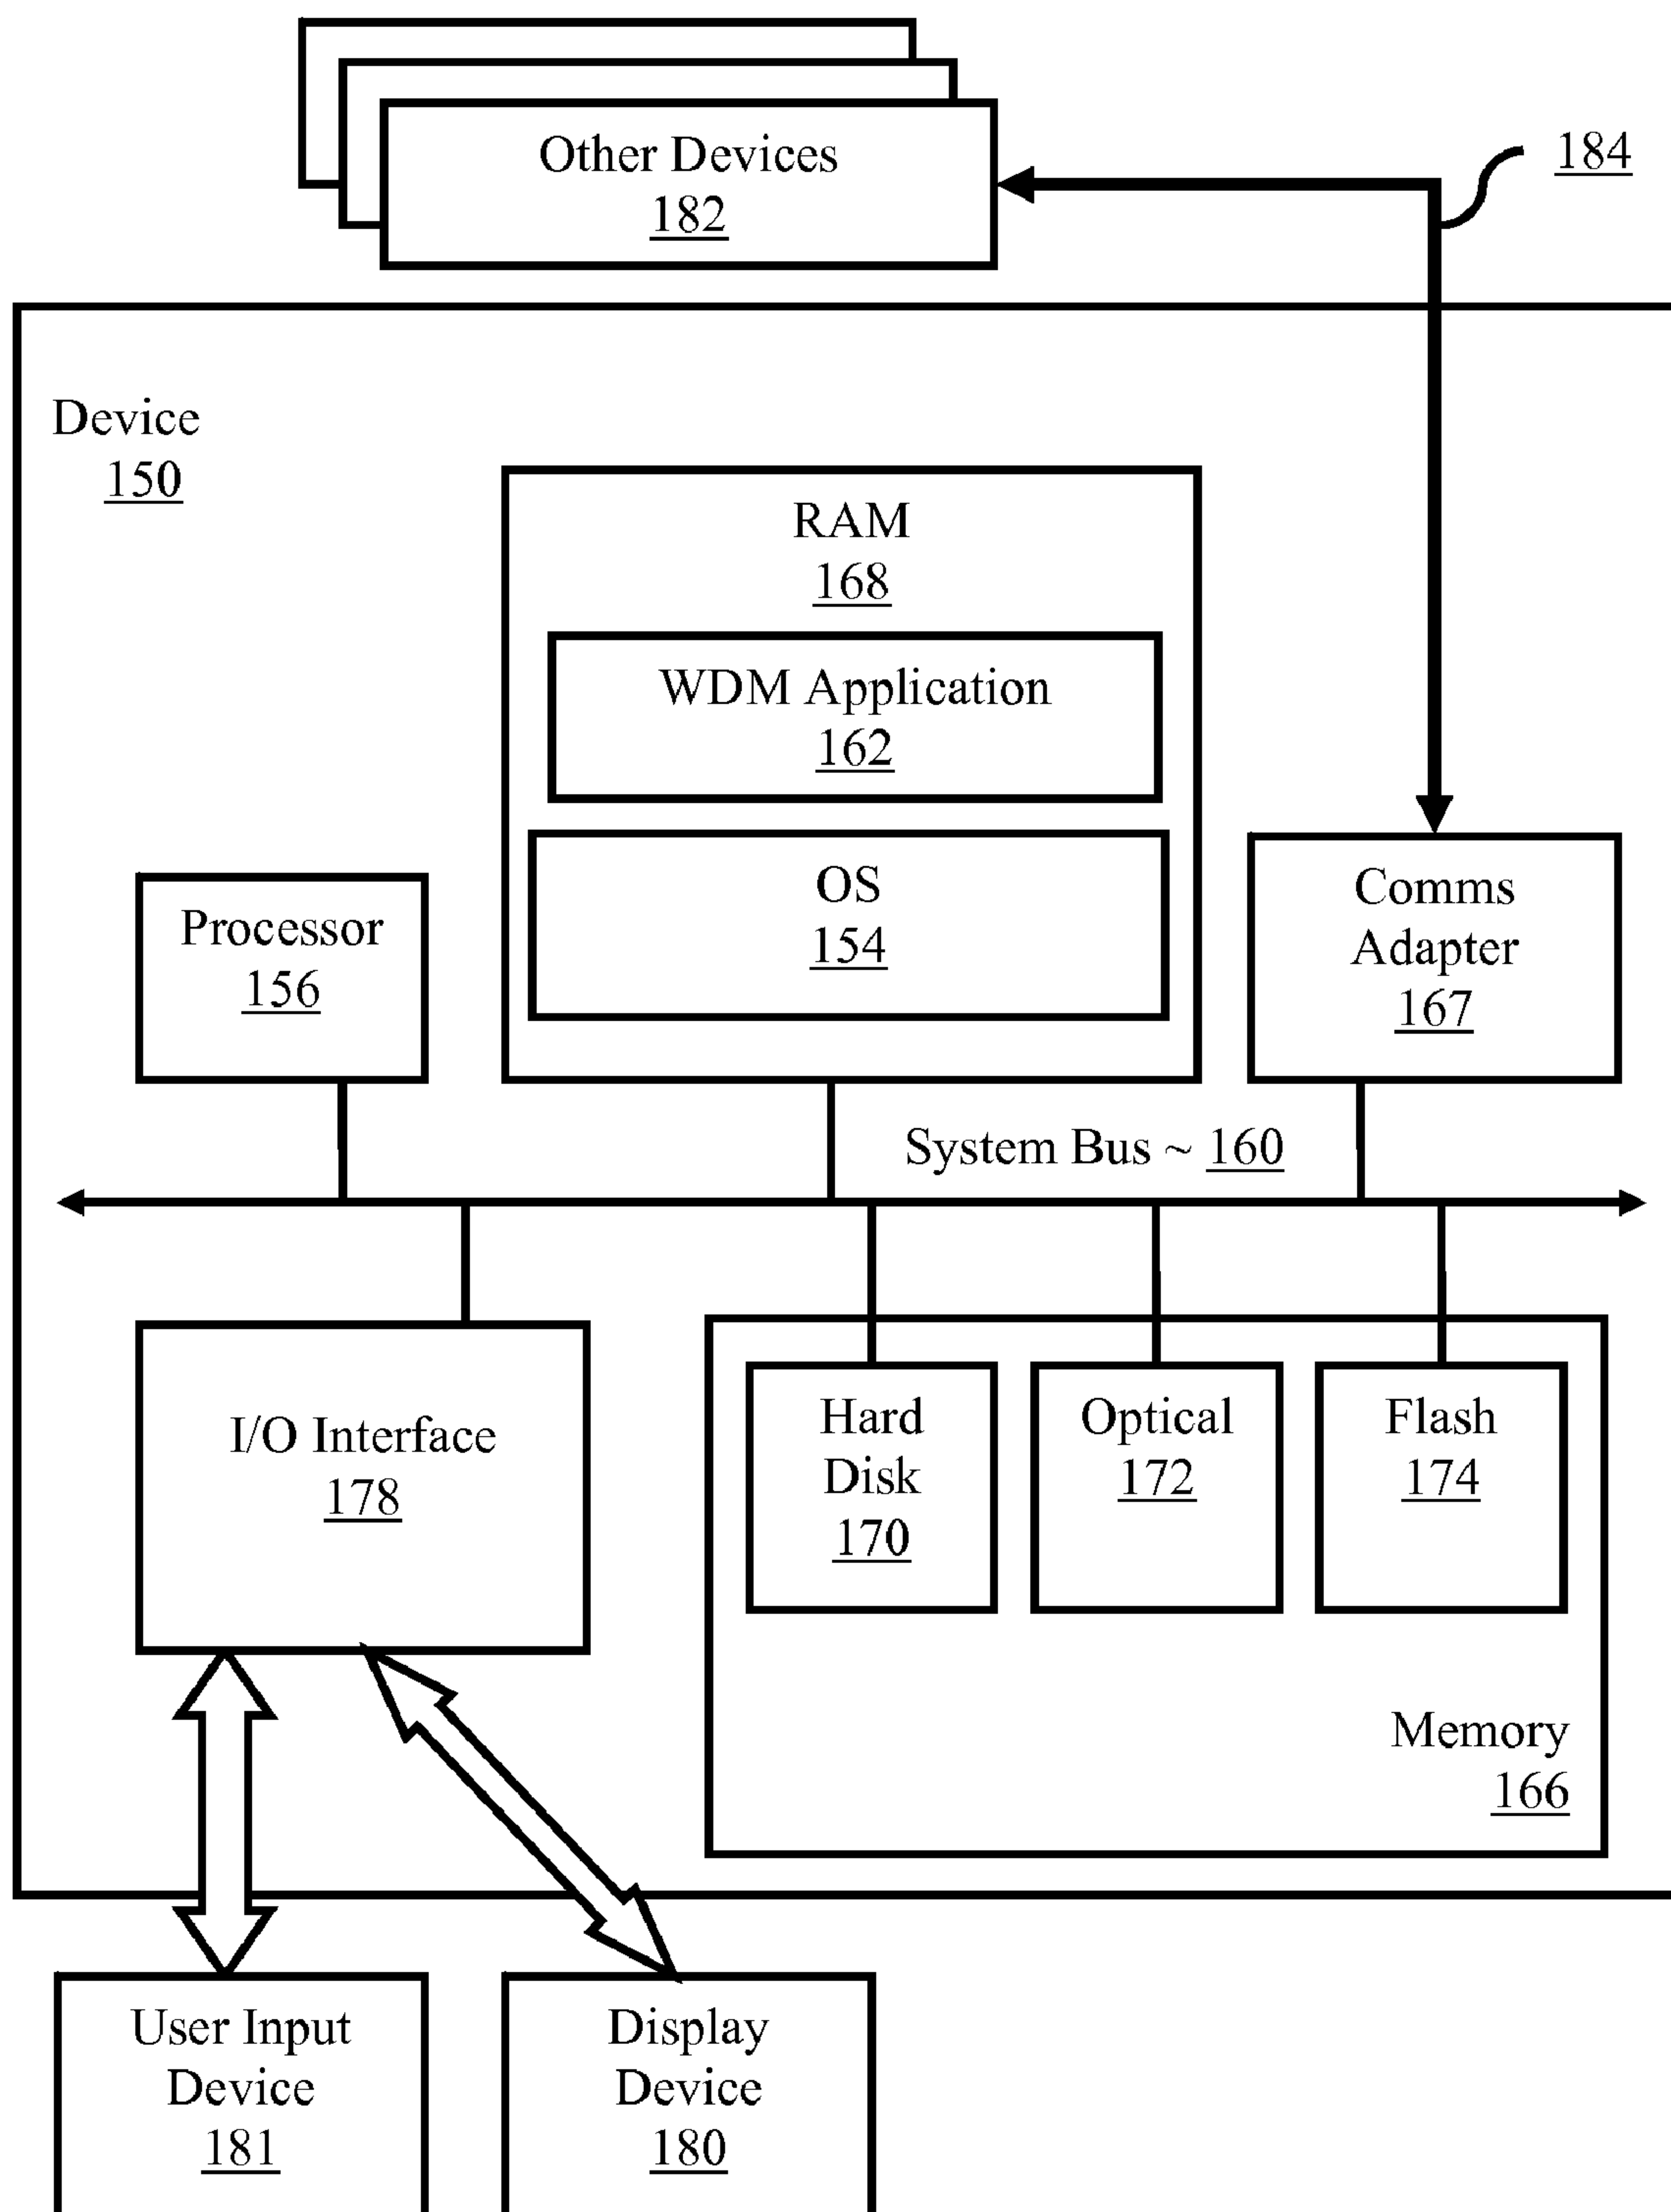 Other Devices
182
184
Device
150
RAM
168
WDM Application
162
OS
154
Processor
156
Comms
Adapter
167
System Bus ~ 160
I/O Interface
178
Hard
Disk
170
Optical
172
Flash
174
Memory
166
User Input
Device
181
Display
Device
180